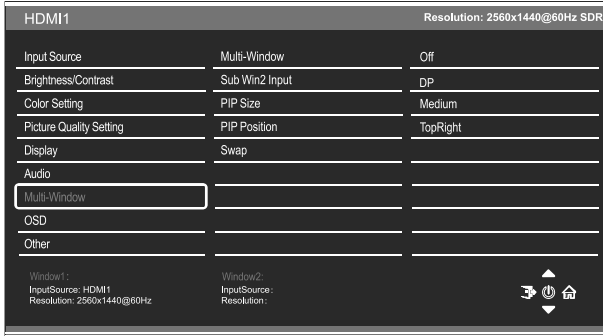 HDMI1 Resolution: 2560x1440@60Hz SDR
Input Source Multi-Window Off
Brightness/Contrast Sub Win2 Input DP
Color Setting PIP Size Medium
Picture Quality Setting PIP Position TopRight
Display Swap
Audio
Multi-Window
OSD
Other
Window1: Window2:
InputSource: HDMI1 InputSource:
Resolution: 2560x1440@60Hz Resolution: